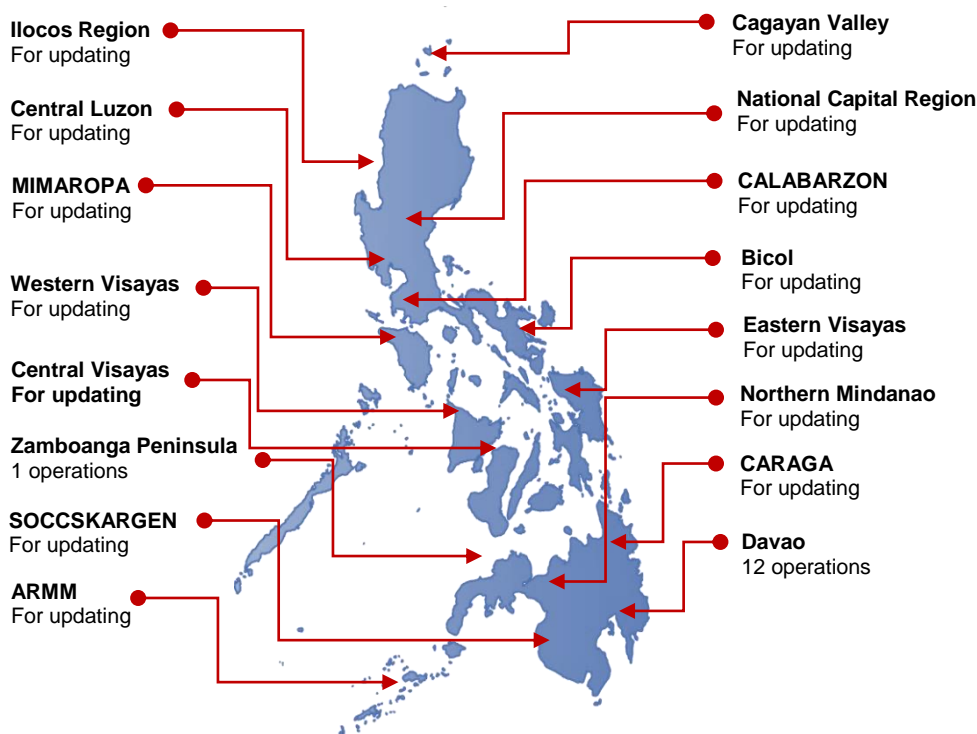 Ilocos Region
For updating
Central Luzon
For updating
MIMAROPA
For updating
Western Visayas
For updating
Central Visayas
For updating
Zamboanga Peninsula
1 operations
SOCCSKARGEN
For updating
ARMM
For updating
Cagayan Valley
For updating
National Capital Region
For updating
CALABARZON
For updating
Bicol
For updating
Eastern Visayas
For updating
Northern Mindanao
For updating
CARAGA
For updating
Davao
12 operations